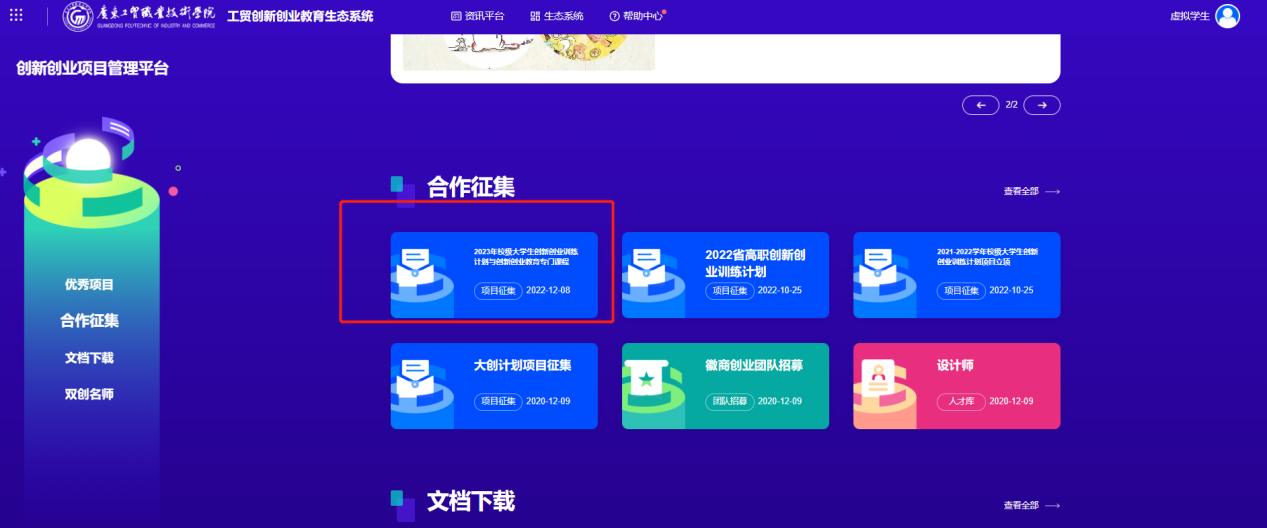 廣東工貿職業技術學院
GUANGDONG POLYTECHNIC OF INDUSTRY AND COMMERCE
工贸创新创业教育生态系统
资讯平台
生态系统
帮助中心
虚拟学生
创新创业项目管理平台
2/2
合作征集
查看全部
2023年校级大学生创新创业训练
计划与创新创业教育专门课程
项目征集 2022-12-08
2022省高职创新创
业训练计划
项目征集 2022-10-25
2021-2022学年校级大学生创新
创业训练计划项目立项
项目征集 2022-10-25
优秀项目
合作征集
文档下载
双创名师
大创计划项目征集
项目征集 2020-12-09
徽商创业团队招募
团队招募 2020-12-09
设计师
人才库 2020-12-09
文档下载
查看全部